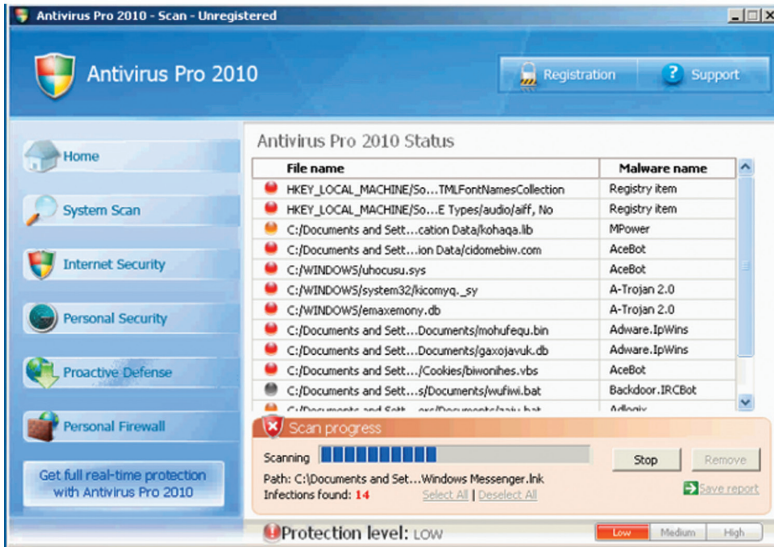 Antivirus Pro 2010 - Scan - Unregistered
Antivirus Pro 2010
Registration
Support
Home
System Scan
Internet Security
Personal Security
Proactive Defense
Personal Firewall
Get full real-time protection
with Antivirus Pro 2010
Antivirus Pro 2010 Status
File name Malware name
HKEY_LOCAL_MACHINE/So...TMLFontNamesCollection Registry item
HKEY_LOCAL_MACHINE/So...E Types/audio/aiff, No Registry item
C:/Documents and Sett...cation Data/kohaqa.lib MPower
C:/Documents and Sett...ion Data/cidomebiw.com AceBot
C:/WINDOWS/uhocusu.sys AceBot
C:/WINDOWS/system32/kicomyq._sy A-Trojan 2.0
C:/WINDOWS/emaxemony.db A-Trojan 2.0
C:/Documents and Sett...Documents/mohufequ.bin Adware.IpWins
C:/Documents and Sett...Documents/gaxojavuk.db Adware.IpWins
C:/Documents and Sett.../Cookies/biwonihes.vbs AceBot
C:/Documents and Sett...s/Documents/wufiwi.bat Backdoor.IRCBot
Scan progress
Scanning
Stop
Remove
Path: C:\Documents and Set...Windows Messenger.lnk
Infections found: 14
Select All | Deselect All
Save report
Protection level: LOW
Low Medium High